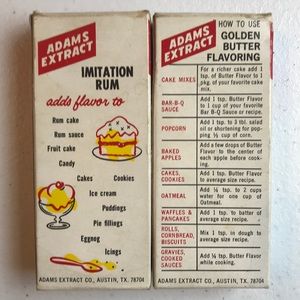 ADAMS
EXTRACT
IMITATION
RUM
adds flavor to
Rum cake
Rum sauce
Fruit cake
Candy
Cakes
Cookies
Ice cream
Puddings
Pie fillings
Eggnog
Icings
ADAMS EXTRACT CO., AUSTIN, TX. 78704
ADAMS
EXTRACT
HOW TO USE
GOLDEN
BUTTER
FLAVORING
CAKE MIXES
For a richer cake add 1
tsp. of Butter Flavor to 1
pkg. of your favorite cake
mix.
BAR-B-Q
SAUCE
Add 1 tsp. Butter Flavor
to 1 cup of your favorite
Bar B-Q Sauce or recipe.
POPCORN
Add 1 tsp. to 3 tbl. salad
oil or shortening for pop-
ping ½ cup of corn.
BAKED
APPLES
Add a few drops of Butter
Flavor to the center of
each apple before cook-
ing.
CAKES,
COOKIES
Add 1 tsp. Butter Flavor
to average size recipe.
OATMEAL
Add ¼ tsp. to 2 cups
water for one cup of
Oatmeal.
WAFFLES &
PANCAKES
Add 1 tsp. to batter of
average size recipe.
ROLLS,
CORNBREAD,
BISCUITS
Mix 1 tsp. in dough to
average size recipe.
GRAVIES,
COOKED
SAUCES
Add ¼ tsp. Butter Flavor
while cooking.
ADAMS EXTRACT CO., AUSTIN, TX. 78704